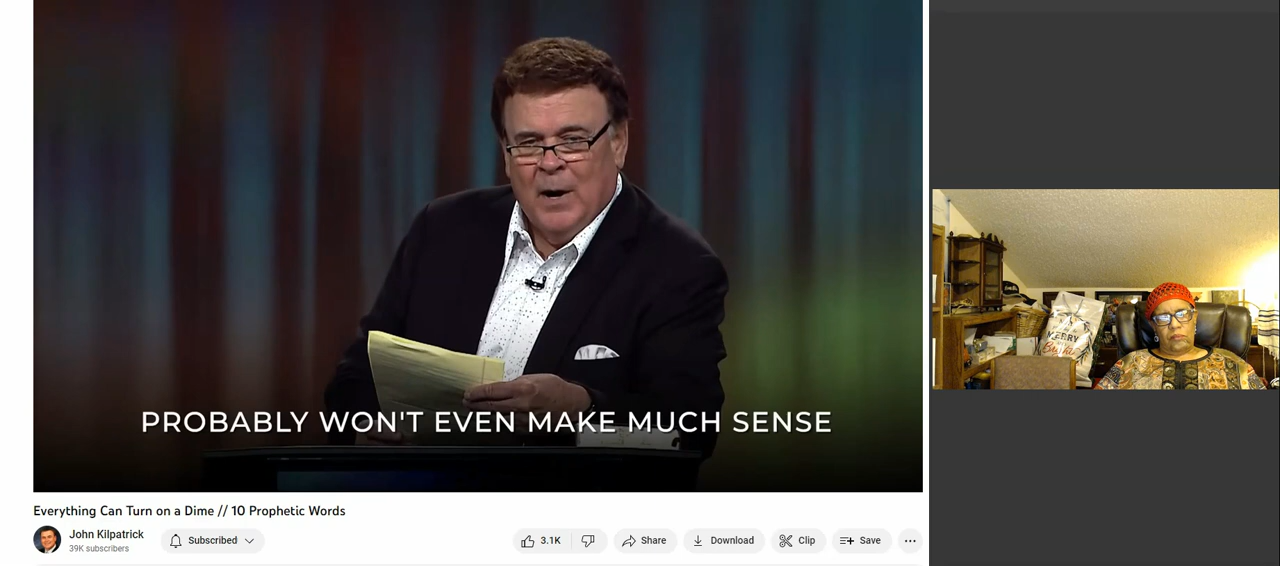 PROBABLY WON'T EVEN MAKE MUCH SENSE
Everything Can Turn on a Dime // 10 Prophetic Words
John Kilpatrick
39K subscribers
Subscribed
3.1K
Share
Download
Clip
Save